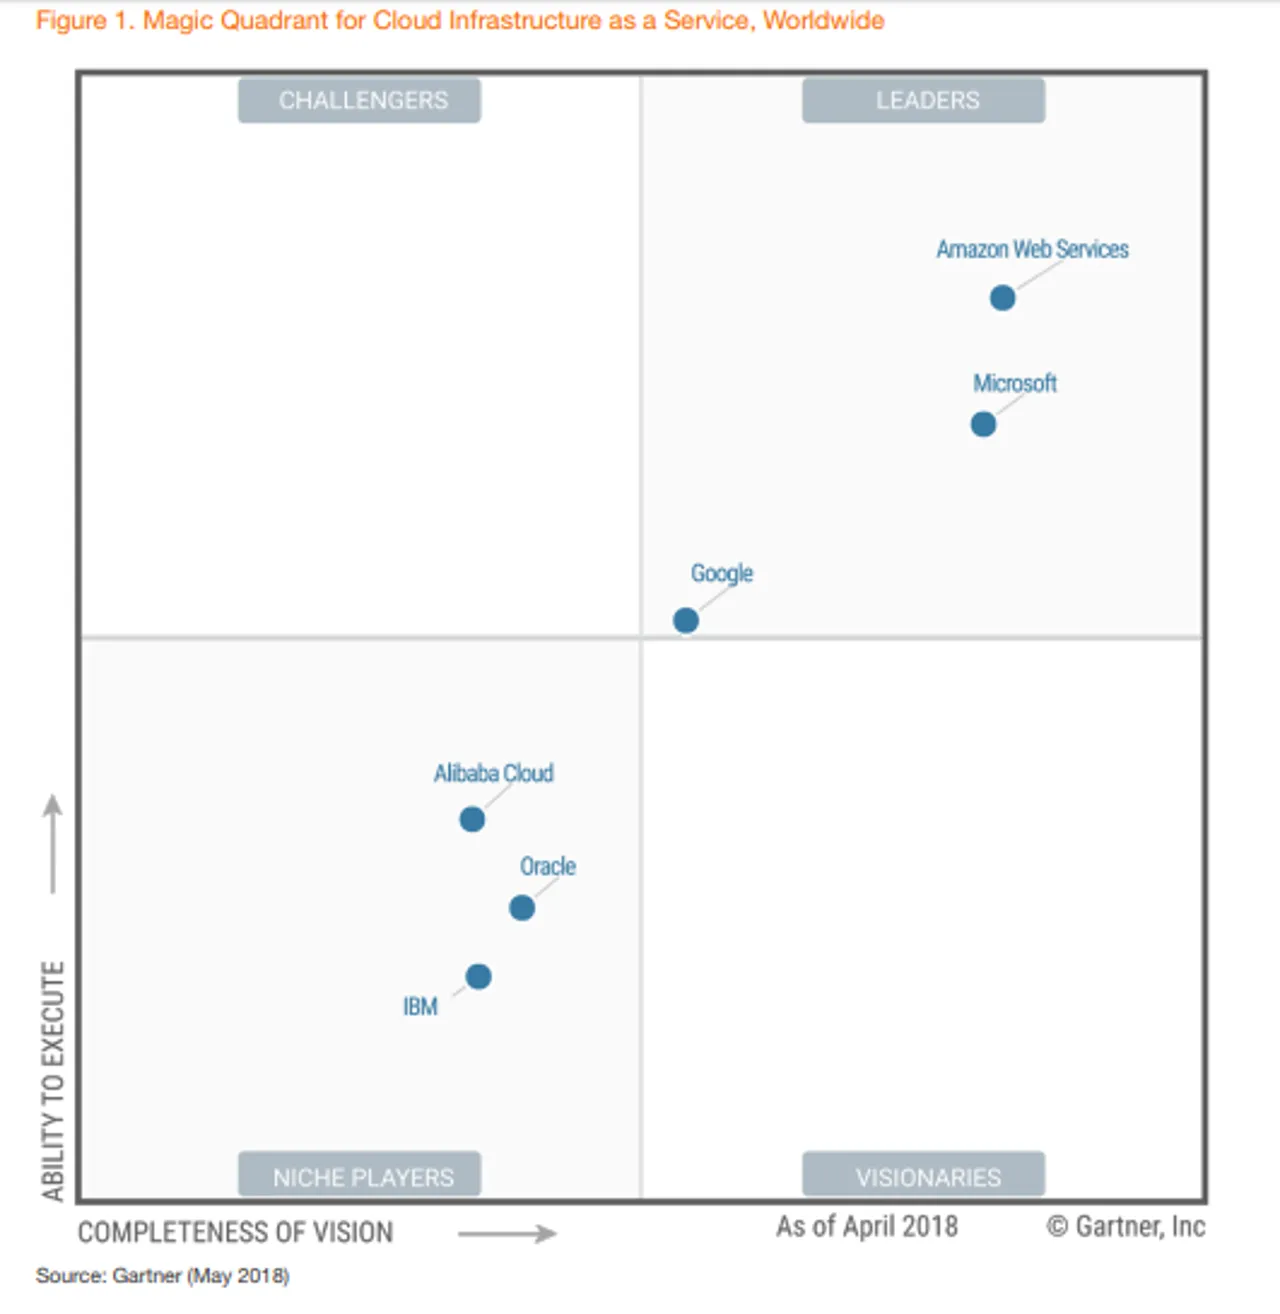 Figure 1. Magic Quadrant for Cloud Infrastructure as a Service, Worldwide
CHALLENGERS
LEADERS
Amazon Web Services
Microsoft
Google
Alibaba Cloud
Oracle
IBM
ABILITY TO EXECUTE
NICHE PLAYERS
VISIONARIES
COMPLETENESS OF VISION
As of April 2018
© Gartner, Inc
Source: Gartner (May 2018)